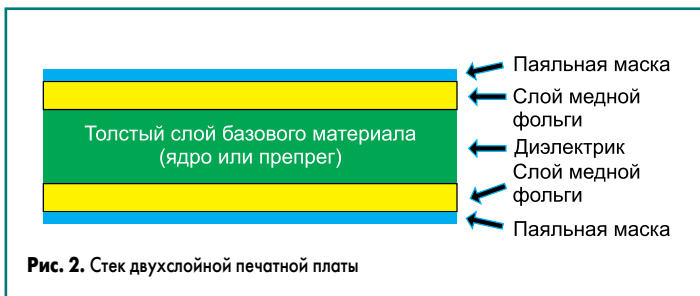 Паяльная маска
Слой медной
фольги
Толстый слой базового материала
(ядро или препрег)
Диэлектрик
Слой медной
фольги
Паяльная маска
Рис. 2. Стек двухслойной печатной платы